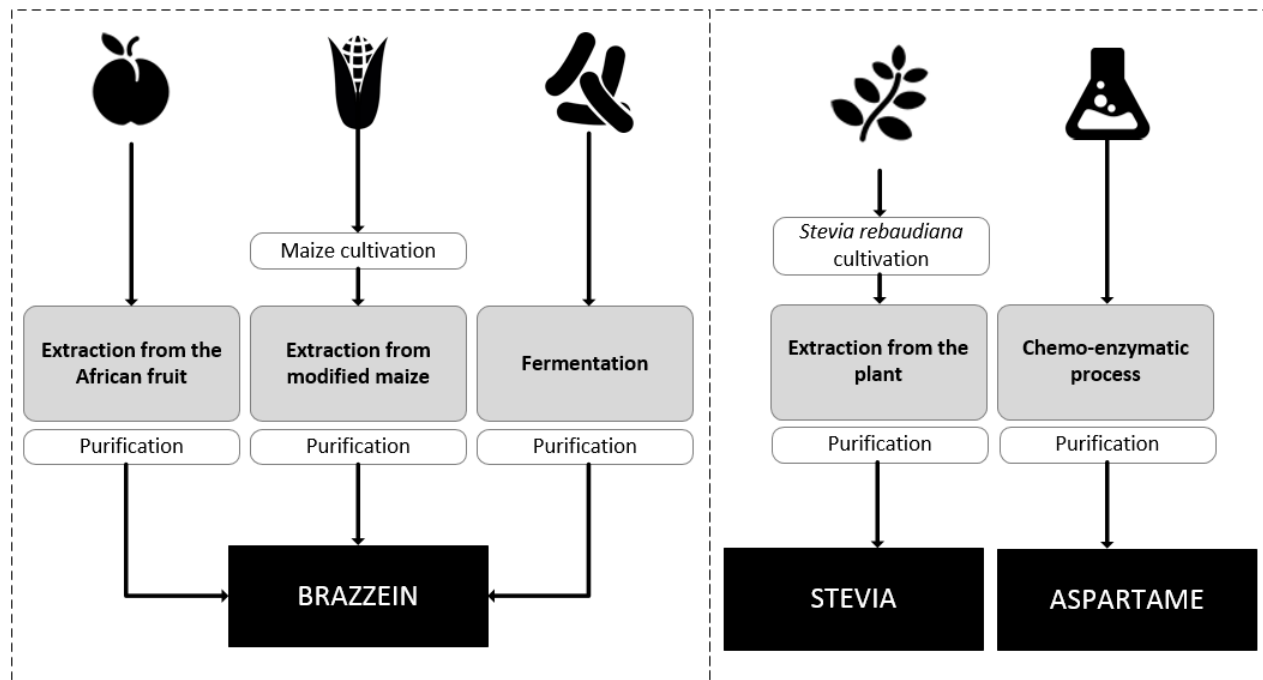 Maize cultivation
Stevia rebaudiana
cultivation
Extraction from the
African fruit
Extraction from
modified maize
Fermentation
Extraction from the
plant
Chemo-enzymatic
process
Purification
Purification
Purification
Purification
Purification
BRAZZEIN
STEVIA
ASPARTAME